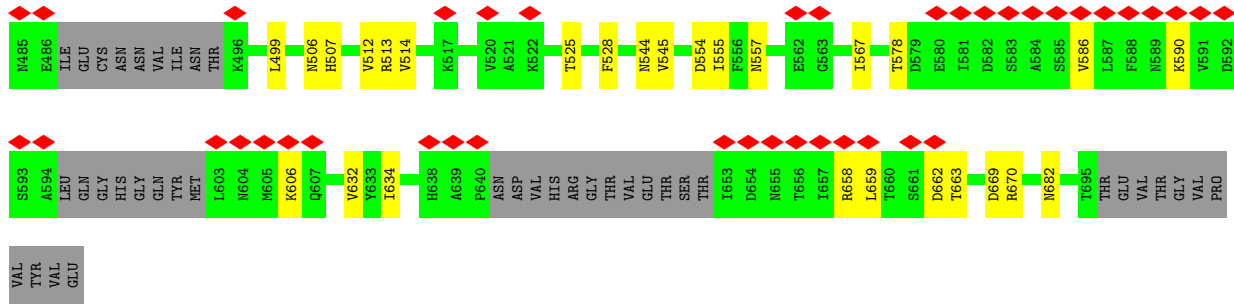 N485 E486 ILE GLU CYS ASN ASN VAL ILE ASN THR K496 L499 N506 H507 V512 R513 V514 K517 V520 A521 K522 T525 F528 N544 V545 D554 I555 F556 N557 E562 G563 I567 T578 D579 E580 I581 D582 S583 A584 S585 V586 L587 F588 N589 K590 V591 D592
S593 A594 LEU GLN GLY HIS GLY GLN TYR MET L603 N604 M605 K606 Q607 V632 Y633 I634 H638 A639 P640 ASN ASP VAL HIS ARG GLY THR VAL GLU THR SER THR I653 D654 N655 T656 I657 R658 L659 T660 S661 D662 T663 D669 R670 N682 T695 THR GLU VAL THR GLY VAL PRO
VAL TYR VAL GLU